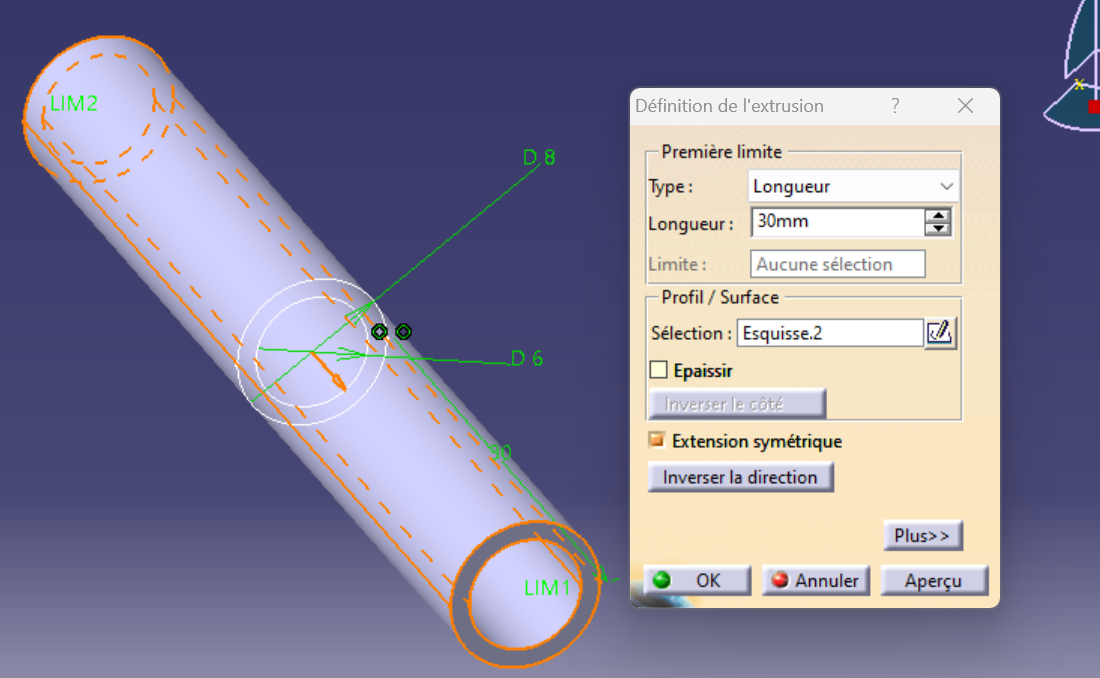 LIM2
D 8
D 6
30
LIM1
Définition de l'extrusion ?
Première limite
Type : Longueur
Longueur : 30mm
Limite : Aucune sélection
Profil / Surface
Sélection : Esquisse.2
Epaissir
Inverser le côté
Extension symétrique
Inverser la direction
Plus>>
OK Annuler Aperçu